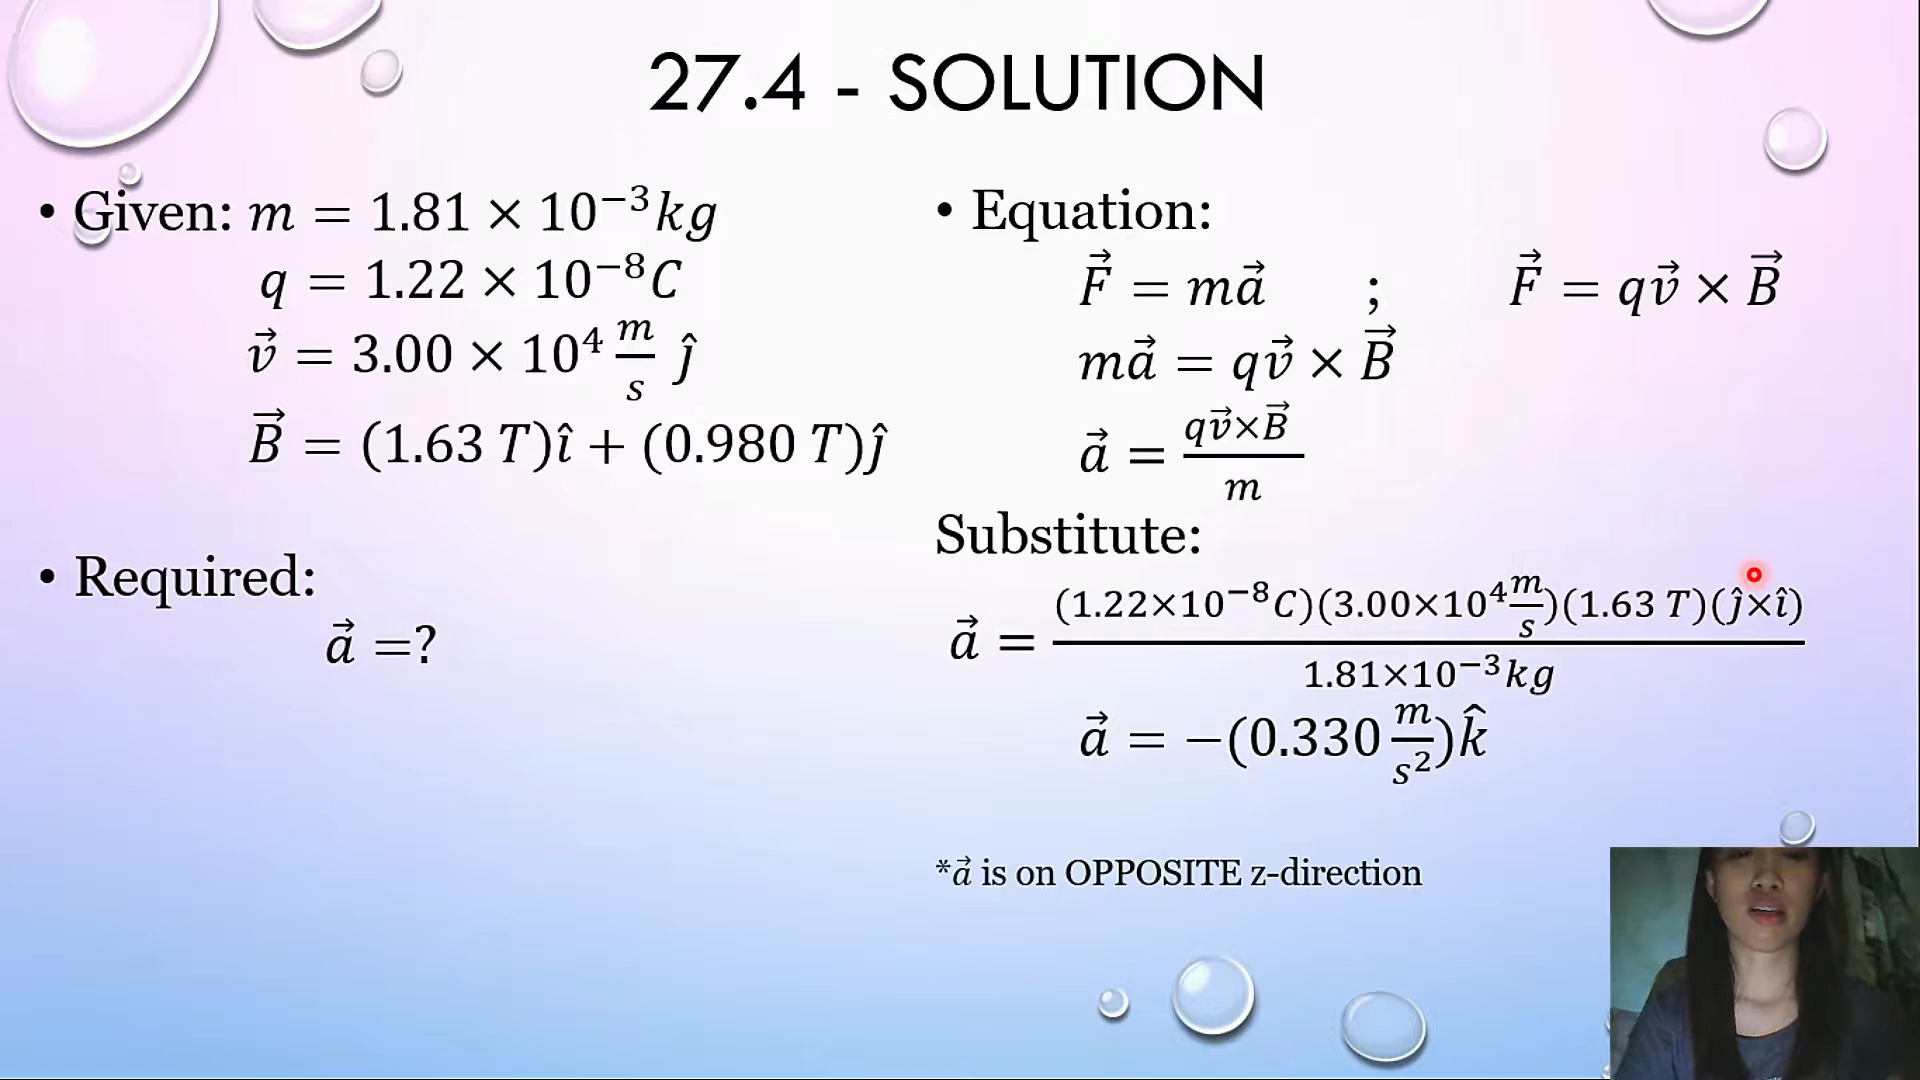 27.4 - SOLUTION
• Given: m = 1.81 × 10⁻³kg
q = 1.22 × 10⁻⁸C
v⃗ = 3.00 × 10⁴ m/s ĵ
B⃗ = (1.63 T)î + (0.980 T)ĵ
• Required:
a⃗ =?
• Equation:
F⃗ = ma⃗ ; F⃗ = qv⃗ × B⃗
ma⃗ = qv⃗ × B⃗
a⃗ = qv⃗×B⃗ / m
Substitute:
a⃗ = (1.22×10⁻⁸C)(3.00×10⁴ m/s)(1.63 T)(ĵ×î) / 1.81×10⁻³kg
a⃗ = −(0.330 m/s²)k̂
*a⃗ is on OPPOSITE z-direction